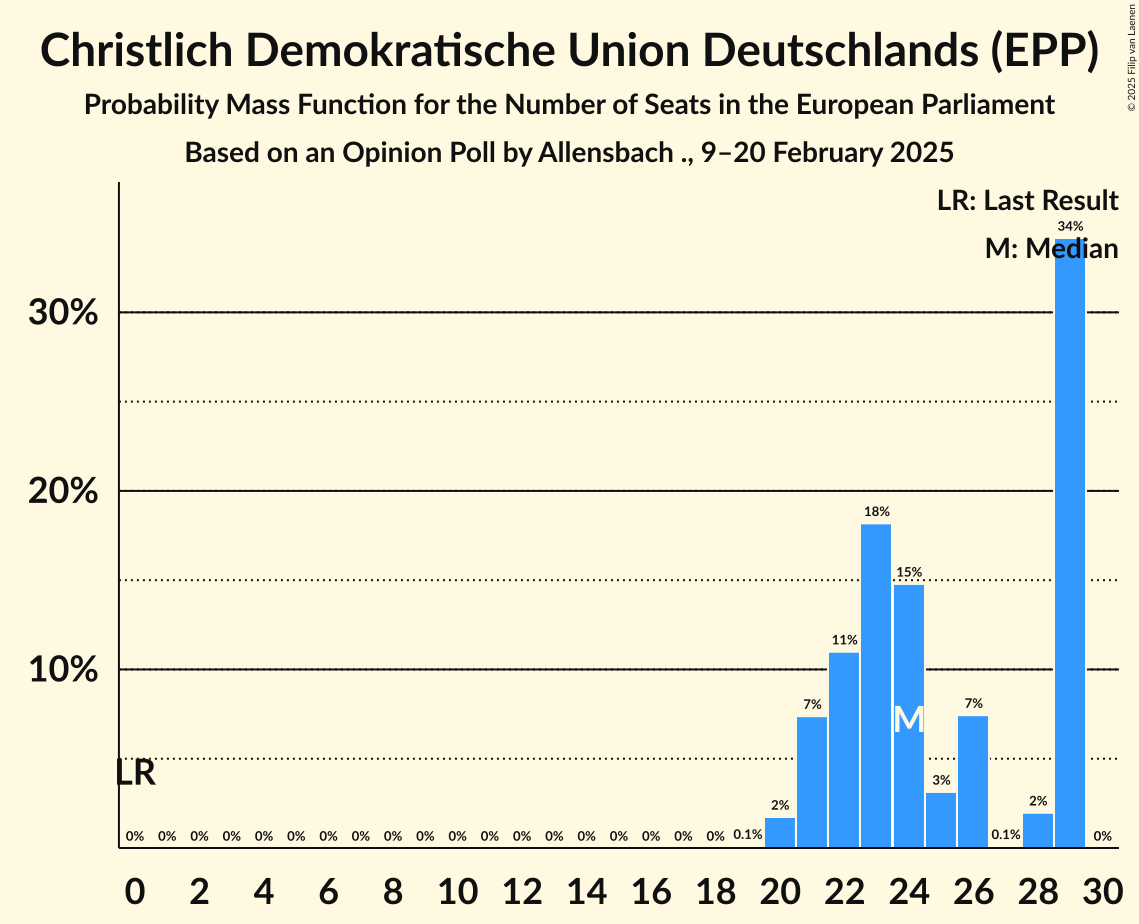 Christlich Demokratische Union Deutschlands (EPP)
Probability Mass Function for the Number of Seats in the European Parliament
Based on an Opinion Poll by Allensbach ., 9–20 February 2025
© 2025 Filip van Laenen
LR: Last Result
M: Median
34%
30%
20%
18%
15%
11%
10%
7%
7%
M
LR
3%
2%
2%
0% 0% 0% 0% 0% 0% 0% 0% 0% 0% 0% 0% 0% 0% 0% 0% 0% 0% 0% 0.1% 0.1% 0%
0 2 4 6 8 10 12 14 16 18 20 22 24 26 28 30